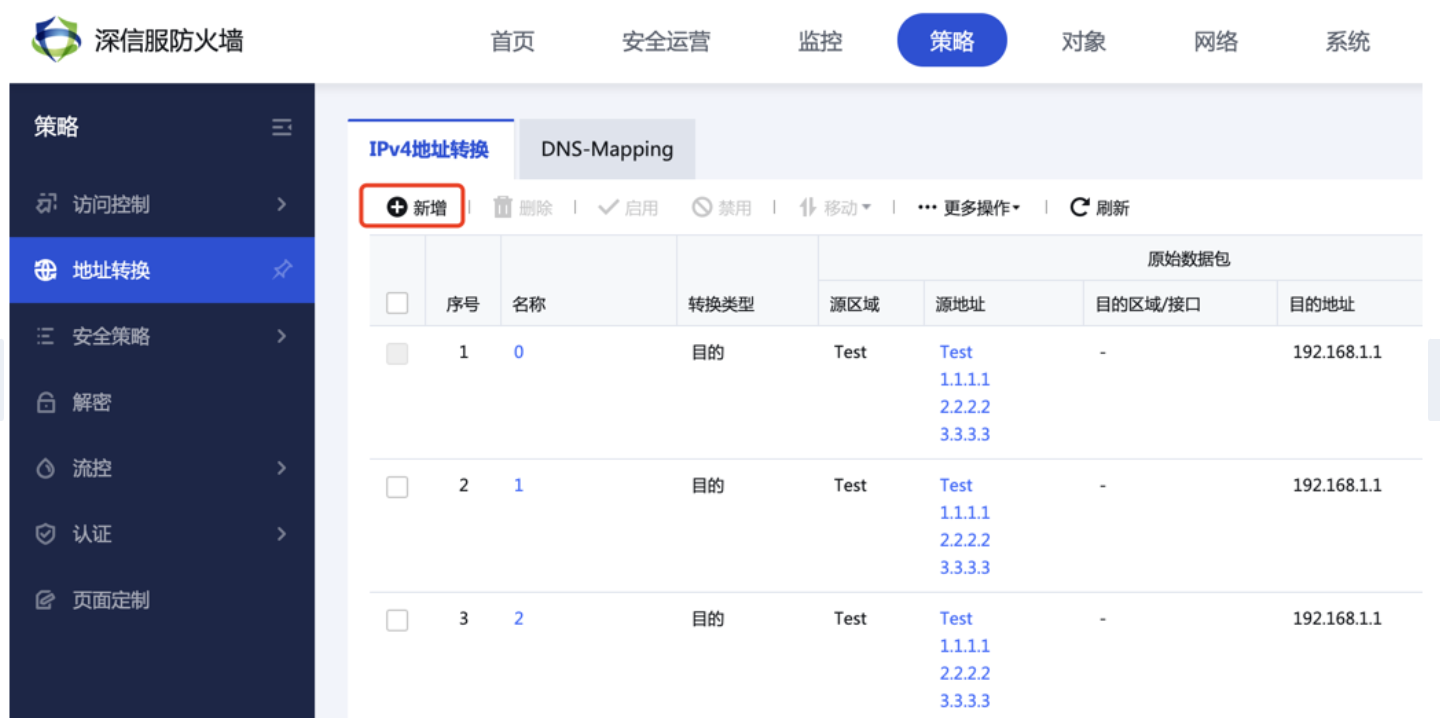 深信服防火墙 首页 安全运营 监控 策略 对象 网络 系统
策略
访问控制
地址转换
安全策略
解密
流控
认证
页面定制
IPv4地址转换 DNS-Mapping
新增 删除 启用 禁用 移动 更多操作 刷新
原始数据包
序号 名称 转换类型 源区域 源地址 目的区域/接口 目的地址
1 0 目的 Test Test - 192.168.1.1
1.1.1.1
2.2.2.2
3.3.3.3
2 1 目的 Test Test - 192.168.1.1
1.1.1.1
2.2.2.2
3.3.3.3
3 2 目的 Test Test - 192.168.1.1
1.1.1.1
2.2.2.2
3.3.3.3